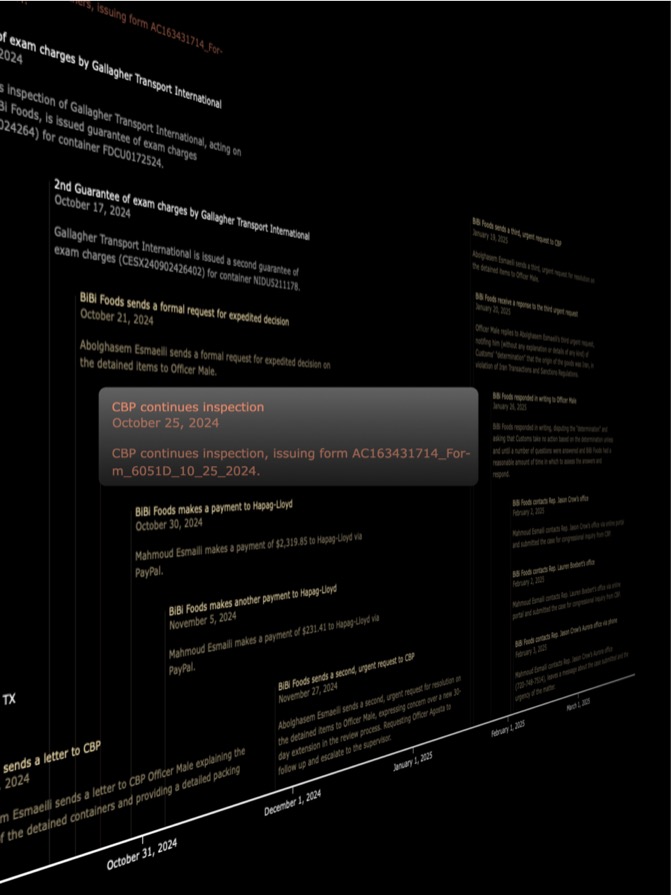 rs, issuing form AC163431714_For-
of exam charges by Gallagher Transport International
2024
s inspection of Gallagher Transport International, acting on
Bi Foods, is issued guarantee of exam charges
024264) for container FDCU0172524.
2nd Guarantee of exam charges by Gallagher Transport International
October 17, 2024
Gallagher Transport International is issued a second guarantee of
exam charges (CESX240902426402) for container NIDU5211178.
BiBi Foods sends a formal request for expedited decision
October 21, 2024
Abolghasem Esmaeili sends a formal request for expedited decision on
the detained items to Officer Male.
CBP continues inspection
October 25, 2024
CBP continues inspection, issuing form AC163431714_For-
m_6051D_10_25_2024.
BiBi Foods makes a payment to Hapag-Lloyd
October 30, 2024
Mahmoud Esmaili makes a payment of $2,319.85 to Hapag-Lloyd via
PayPal.
BiBi Foods makes another payment to Hapag-Lloyd
November 5, 2024
Mahmoud Esmaili makes a payment of $231.41 to Hapag-Lloyd via
PayPal.
BiBi Foods sends a second, urgent request to CBP
November 27, 2024
Abolghasem Esmaeili sends a second, urgent request for resolution on
the detained items to Officer Male, expressing concern over a new 30-
day extension in the review process. Requesting Officer Aposta to
follow up and escalate to the supervisor.
TX
sends a letter to CBP
2024
m Esmaeili sends a letter to CBP Officer Male explaining the
of the detained containers and providing a detailed packing
BiBi Foods sends a third, urgent request to CBP
January 19, 2025
Abolghasem Esmaeili sends a third, urgent request for resolution on
the detained items to Officer Male.
BiBi Foods receive a reponse to the third urgent request
January 20, 2025
Officer Male replies to Abolghasem Esmaeili's third urgent request,
notifing him (without any explanation or details of any kind) of
Customs' "determination" that the origin of the goods was Iran, in
violation of Iran Transactions and Sanctions Regulations.
BiBi Foods responded in writing to Officer Male
January 26, 2025
BiBi Foods responded in writing, disputing the "determination" and
asking that Customs take no action based on the determination unless
and until a number of questions were answered and BiBi Foods had a
reasonable amount of time in which to assess the answers and
respond.
BiBi Foods contacts Rep. Jason Crow's office
February 2, 2025
Mahmoud Esmaili contacts Rep. Jason Crow's office via online portal
and submitted the case for congressional inquiry from CBP.
BiBi Foods contacts Rep. Lauren Boebert's office
February 2, 2025
Mahmoud Esmaili contacts Rep. Lauren Boebert's office via online
portal and submitted the case for congressional inquiry from CBP.
BiBi Foods contacts Rep. Jason Crow's Aurora office via phone
February 3, 2025
Mahmoud Esmaili contacts Rep. Jason Crow's Aurora office
(720-748-7514), leaves a message about the case submitted and the
urgency of the matter.
October 31, 2024
December 1, 2024
January 1, 2025
February 1, 2025
March 1, 2025